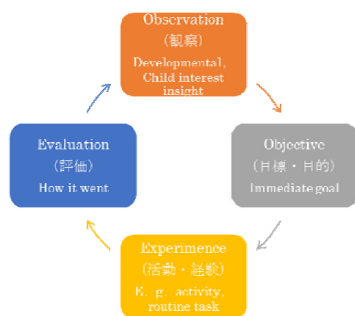 Observation
（観察）
Developmental,
Child interest
insight
Objective
（目標・目的）
Immediate goal
Experimence
（活動・経験）
E. g. activity,
routine task
Evaluation
（評価）
How it went